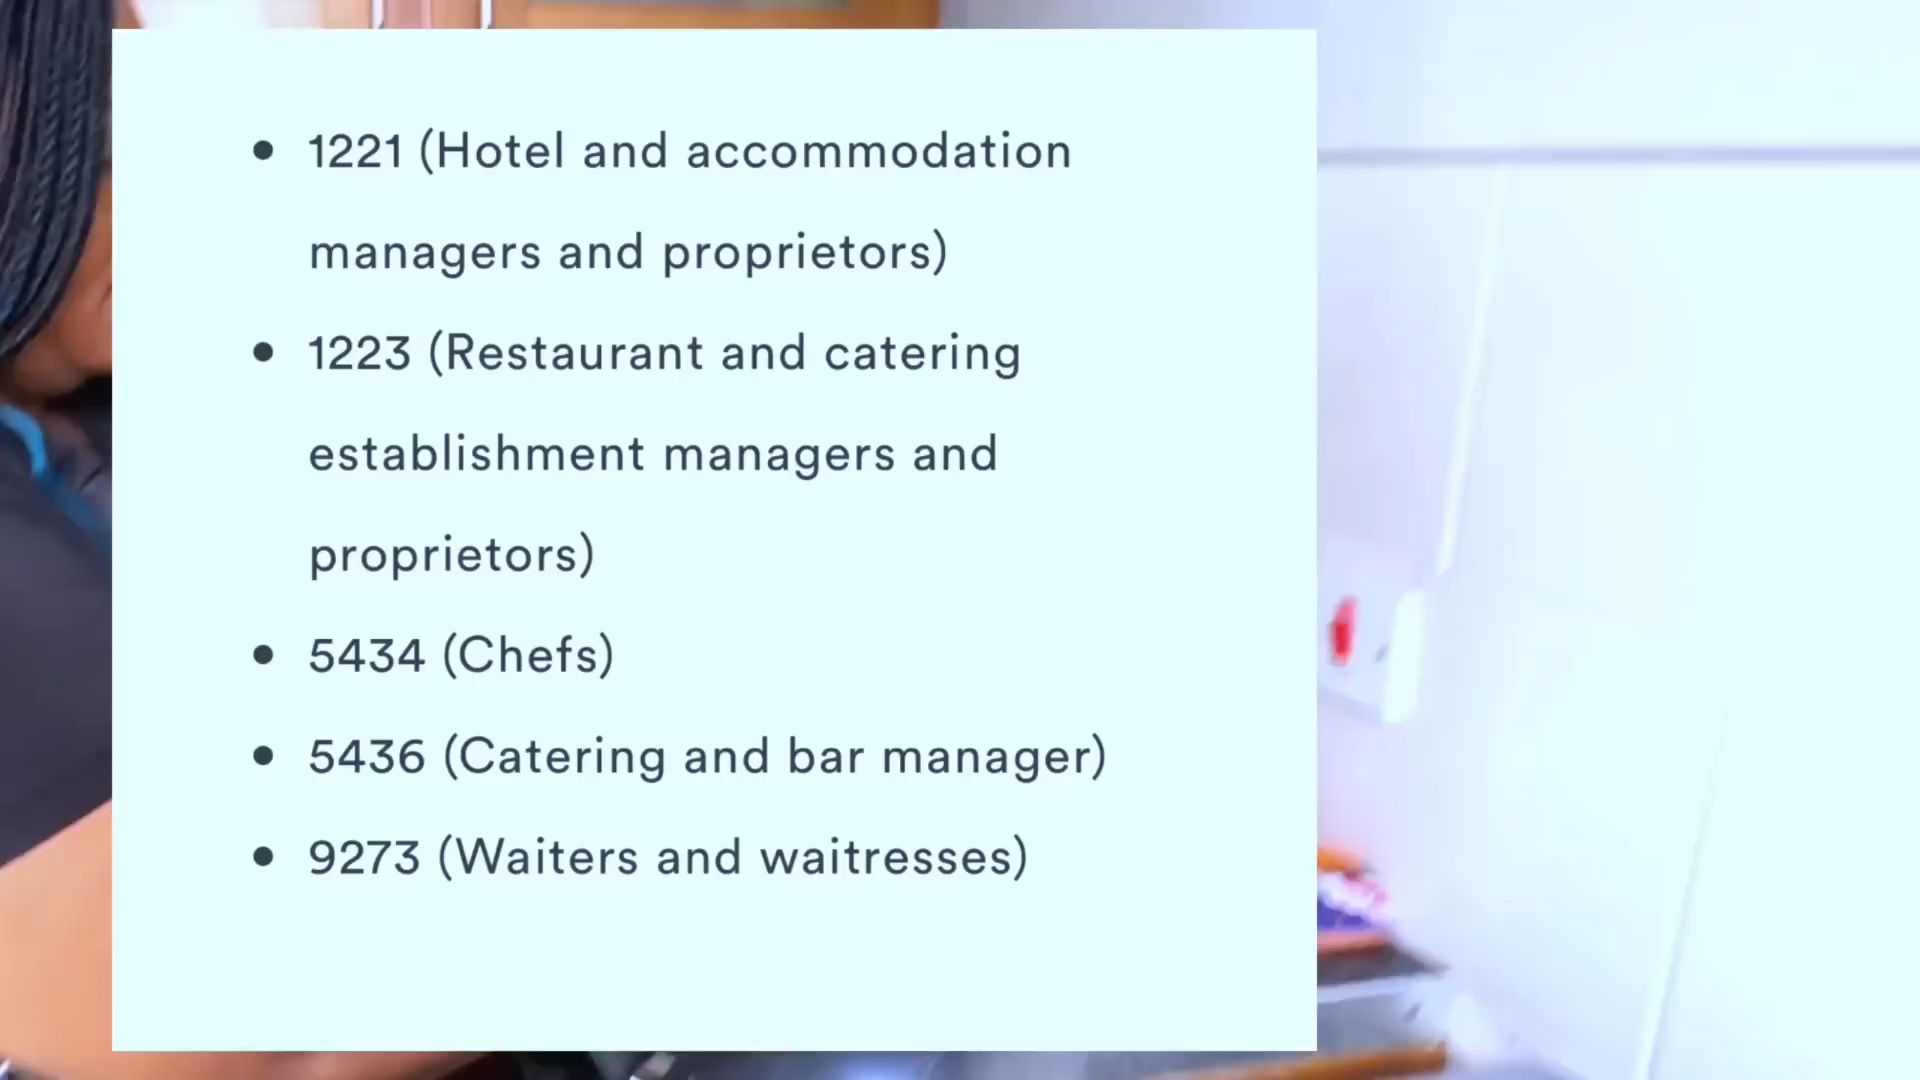 • 1221 (Hotel and accommodation
managers and proprietors)
• 1223 (Restaurant and catering
establishment managers and
proprietors)
• 5434 (Chefs)
• 5436 (Catering and bar manager)
• 9273 (Waiters and waitresses)